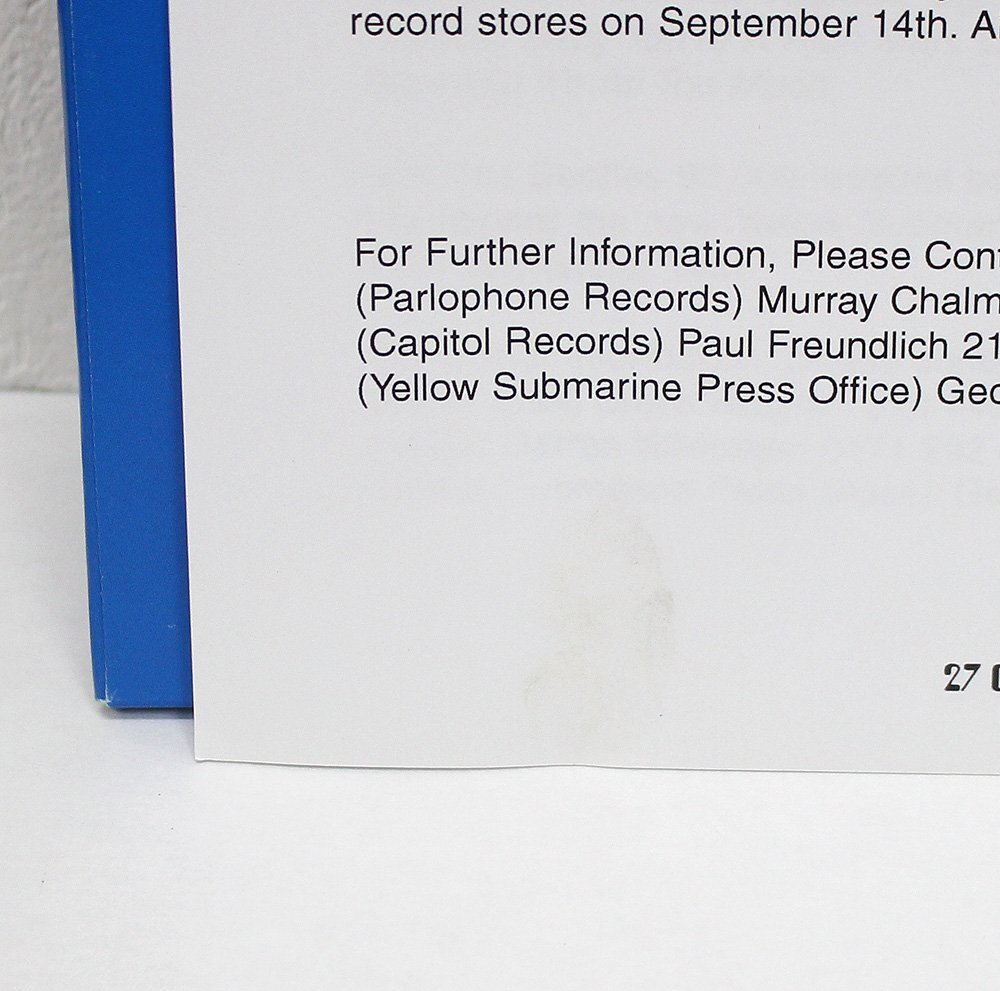 record stores on September 14th. A
For Further Information, Please Con
(Parlophone Records) Murray Chalm
(Capitol Records) Paul Freundlich 21
(Yellow Submarine Press Office) Geo
27